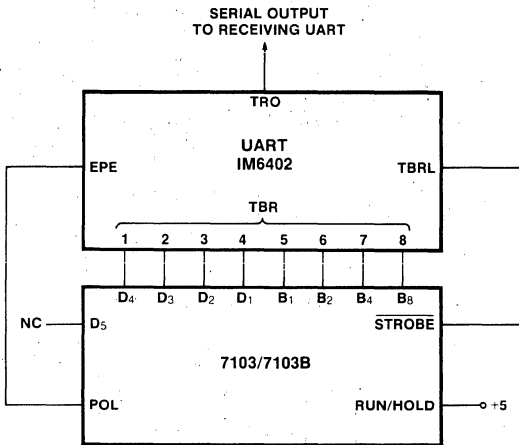 SERIAL OUTPUT
TO RECEIVING UART
TRO
UART
IM6402
EPE
TBRL
TBR
1 2 3 4 5 6 7 8
D4 D3 D2 D1 B1 B2 B4 B8
NC
D5
STROBE
7103/7103B
POL
RUN/HOLD
+5